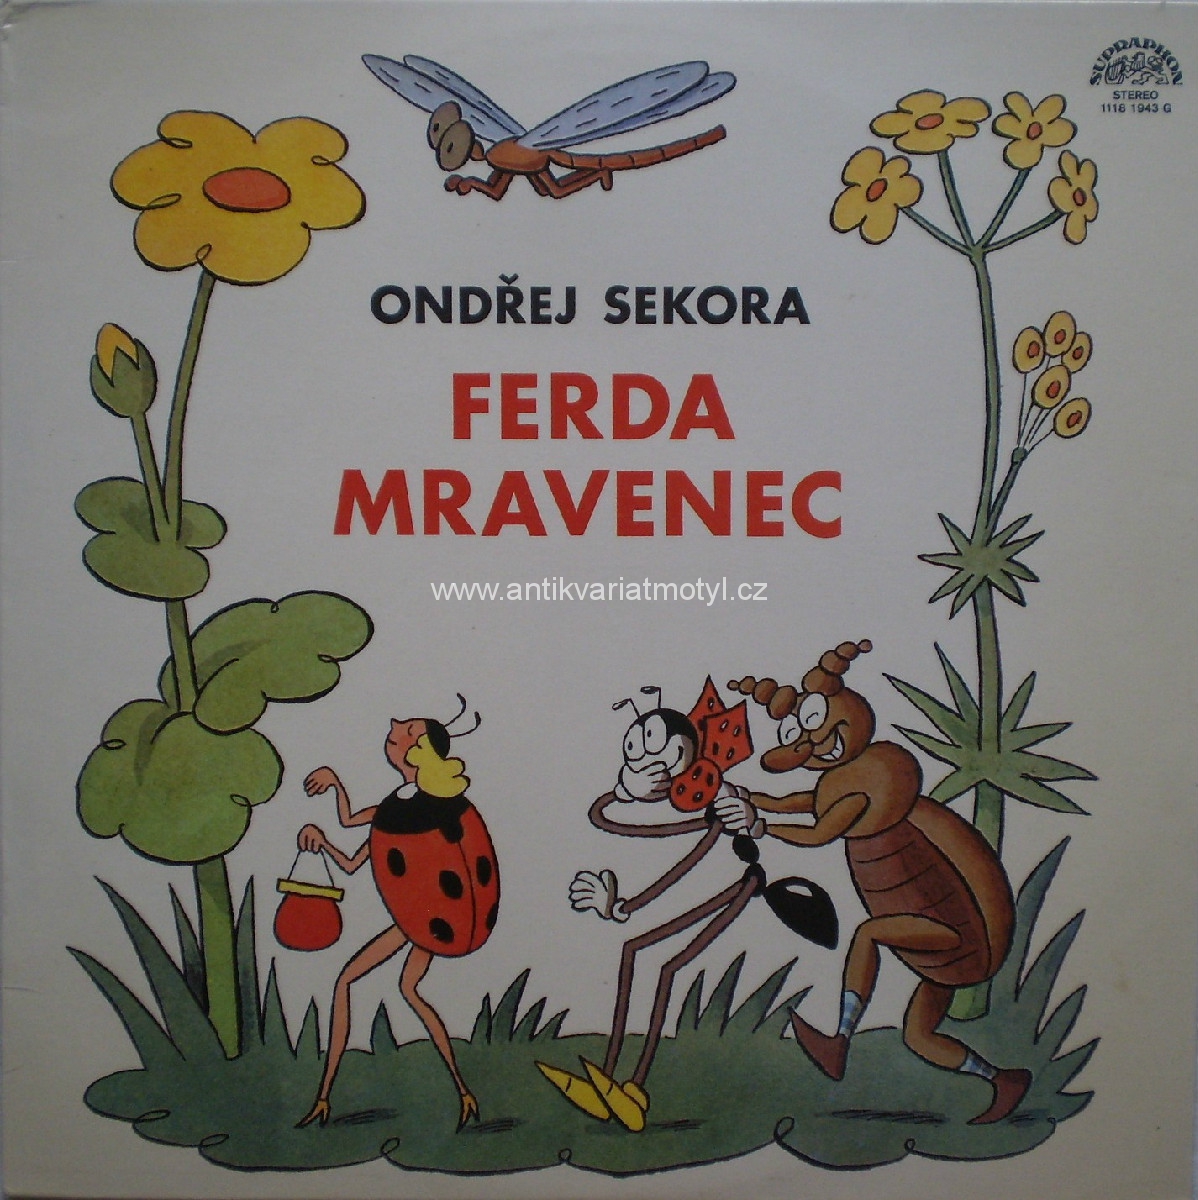 SUPRAPHON
STEREO
1118 1943 G
ONDŘEJ SEKORA
FERDA
MRAVENEC
www.antikvariatmotyl.cz